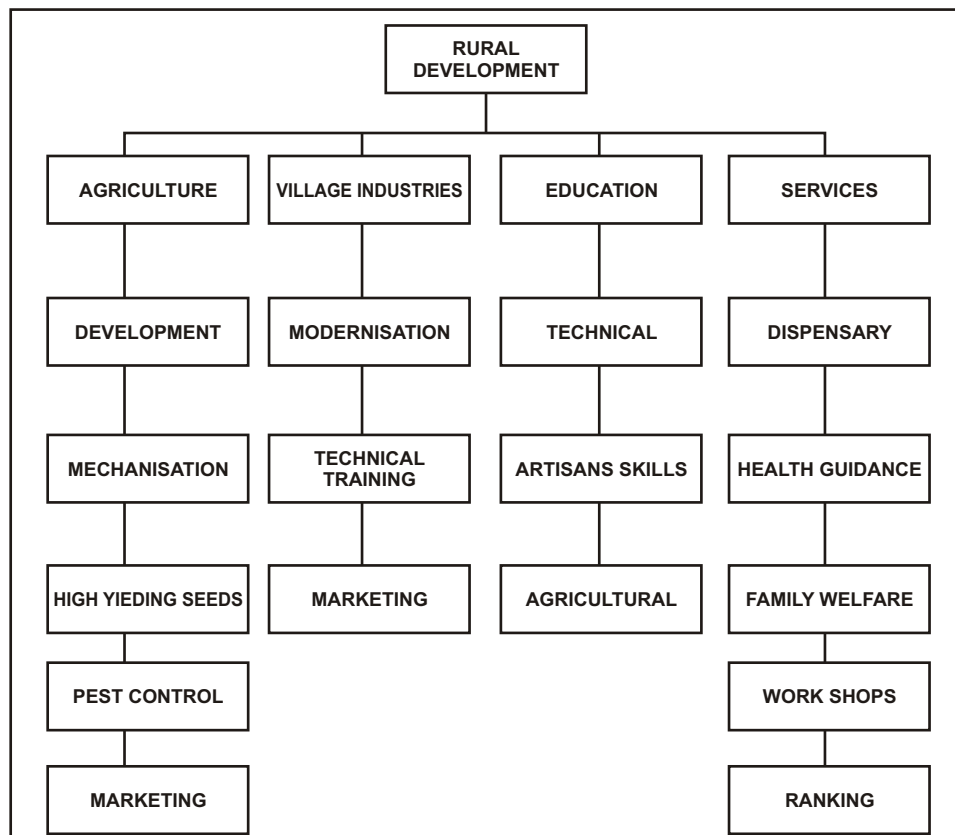 RURAL
DEVELOPMENT
AGRICULTURE
VILLAGE INDUSTRIES
EDUCATION
SERVICES
DEVELOPMENT
MODERNISATION
TECHNICAL
DISPENSARY
MECHANISATION
TECHNICAL
TRAINING
ARTISANS SKILLS
HEALTH GUIDANCE
HIGH YIEDING SEEDS
MARKETING
AGRICULTURAL
FAMILY WELFARE
PEST CONTROL
WORK SHOPS
MARKETING
RANKING